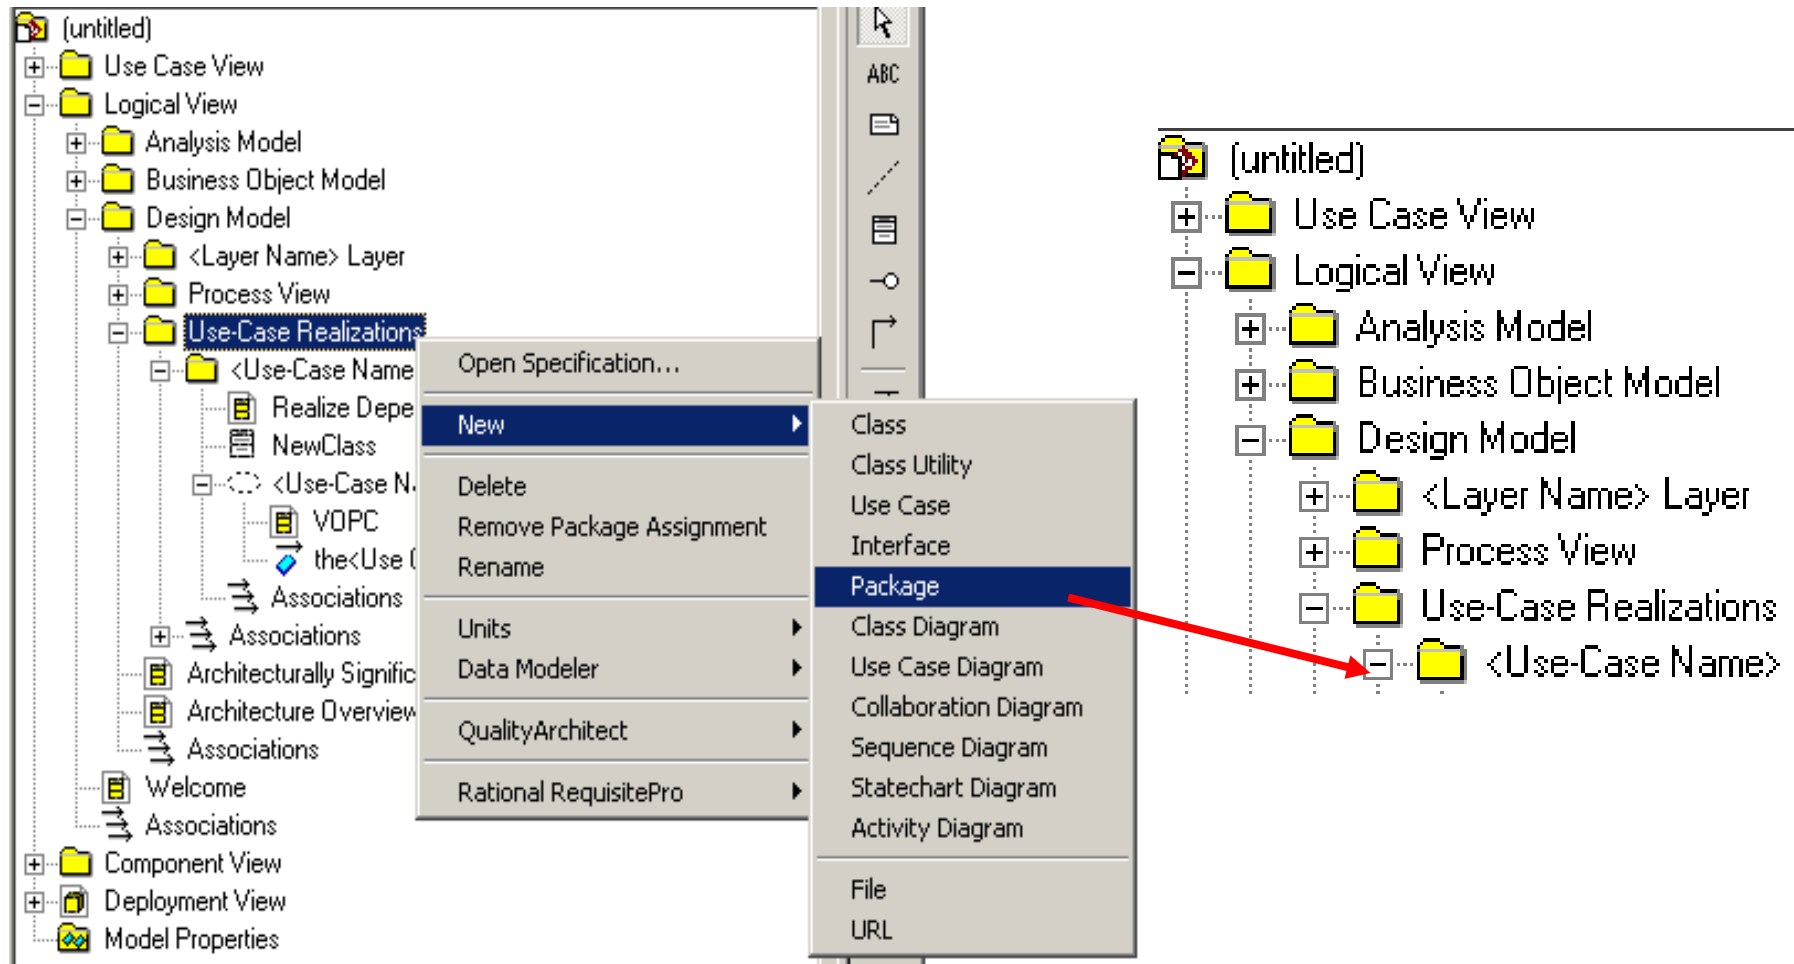 (untitled)
Use Case View
Logical View
Analysis Model
Business Object Model
Design Model
<Layer Name> Layer
Process View
Use-Case Realizations
<Use-Case Name
Realize Depe
NewClass
<Use-Case N
VOPC
the<Use
Associations
Associations
Architecturally Signific
Architecture Overview
Associations
Welcome
Associations
Component View
Deployment View
Model Properties
Open Specification...
New
Delete
Remove Package Assignment
Rename
Units
Data Modeler
QualityArchitect
Rational RequisitePro
ABC
Class
Class Utility
Use Case
Interface
Package
Class Diagram
Use Case Diagram
Collaboration Diagram
Sequence Diagram
Statechart Diagram
Activity Diagram
File
URL
(untitled)
Use Case View
Logical View
Analysis Model
Business Object Model
Design Model
<Layer Name> Layer
Process View
Use-Case Realizations
<Use-Case Name>